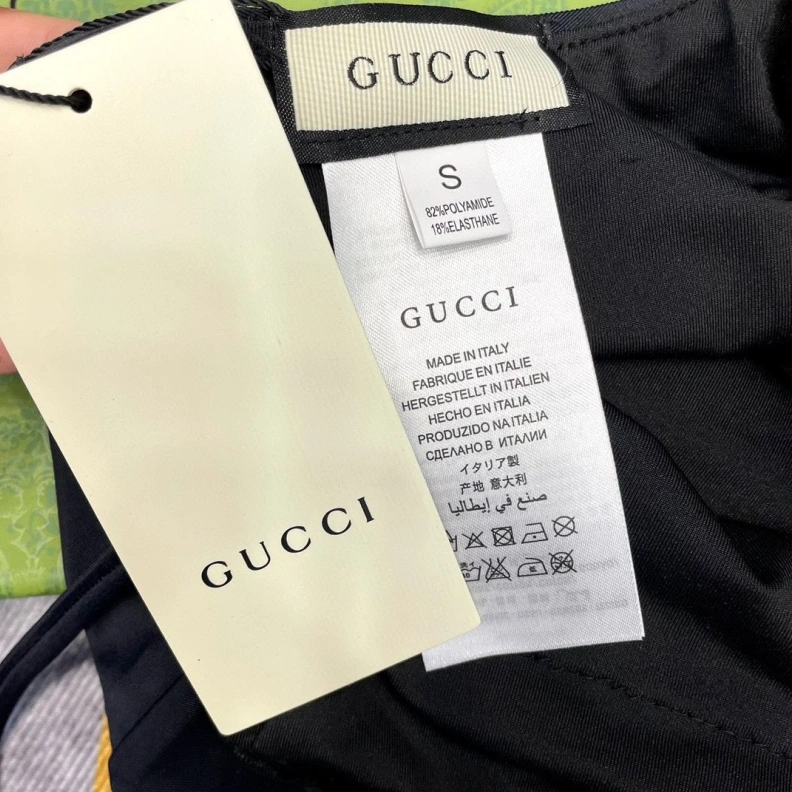 GUCCI
S
82%POLYAMIDE
18%ELASTHANE
GUCCI
MADE IN ITALY
FABRIQUE EN ITALIE
HERGESTELLT IN ITALIEN
HECHO EN ITALIA
PRODUZIDO NA ITALIA
СДЕЛАНО В ИТАЛИИ
イタリア製
产地 意大利
صنع في إيطاليا
GUCCI